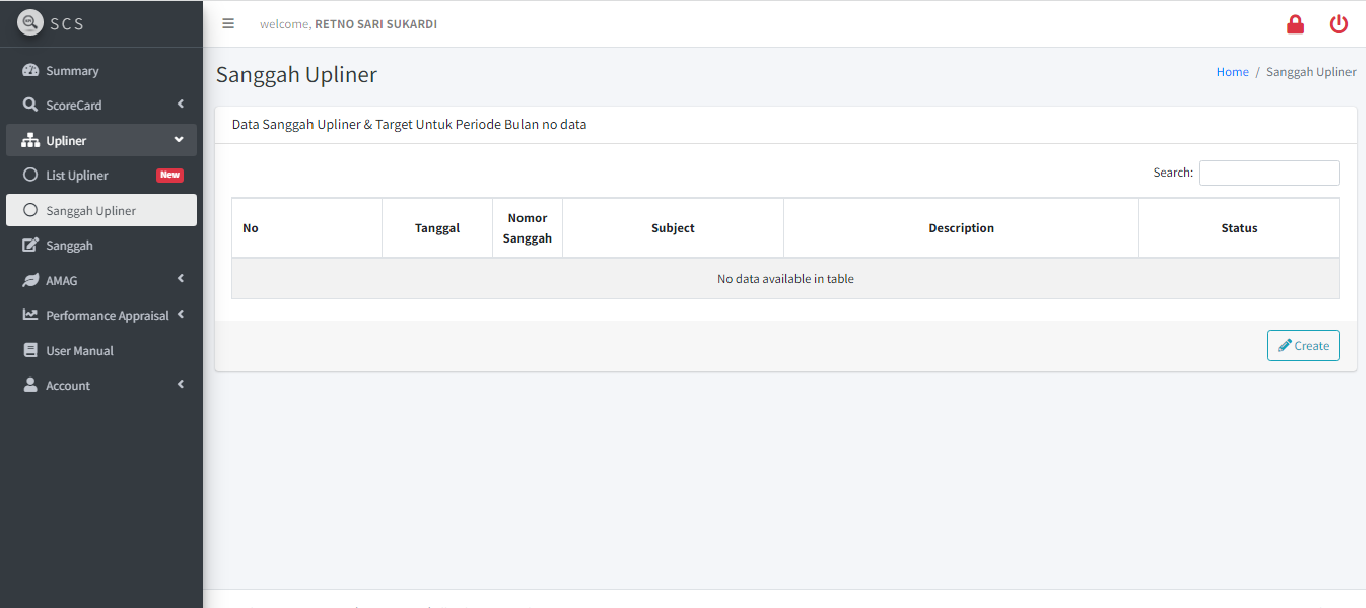 SCS
welcome, RETNO SARI SUKARDI
Summary
ScoreCard
Upliner
List Upliner New
Sanggah Upliner
Sanggah
AMAG
Performance Appraisal
User Manual
Account
Sanggah Upliner
Home / Sanggah Upliner
Data Sanggah Upliner & Target Untuk Periode Bulan no data
Search:
No Tanggal Nomor Sanggah Subject Description Status
No data available in table
Create